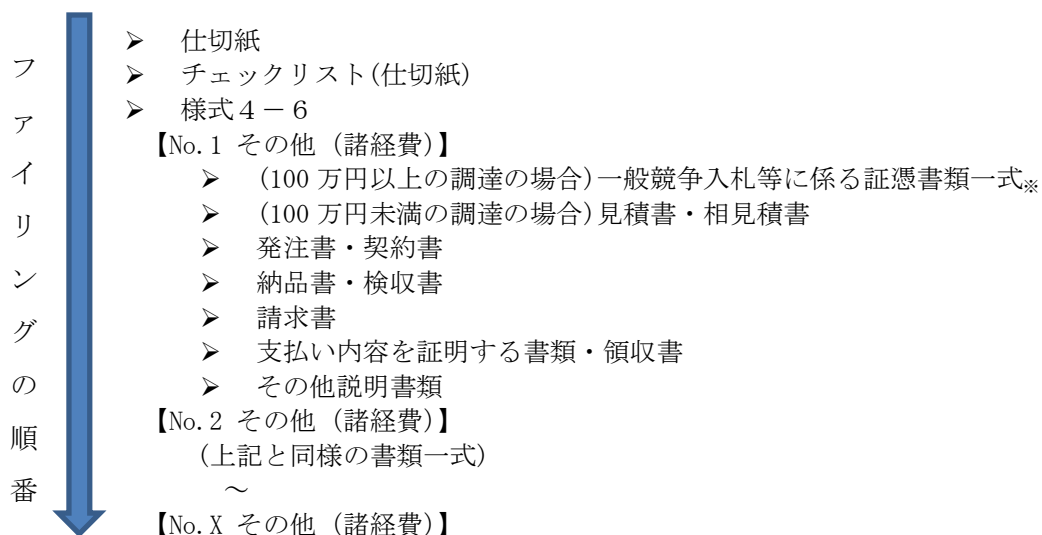 ファイリングの順番
➢ 仕切紙
➢ チェックリスト(仕切紙)
➢ 様式４－６
【No.1 その他 (諸経費)】
➢ (100 万円以上の調達の場合)一般競争入札等に係る証憑書類一式※
➢ (100 万円未満の調達の場合)見積書・相見積書
➢ 発注書・契約書
➢ 納品書・検収書
➢ 請求書
➢ 支払い内容を証明する書類・領収書
➢ その他説明書類
【No.2 その他 (諸経費)】
(上記と同様の書類一式)
～
【No.X その他 (諸経費)】